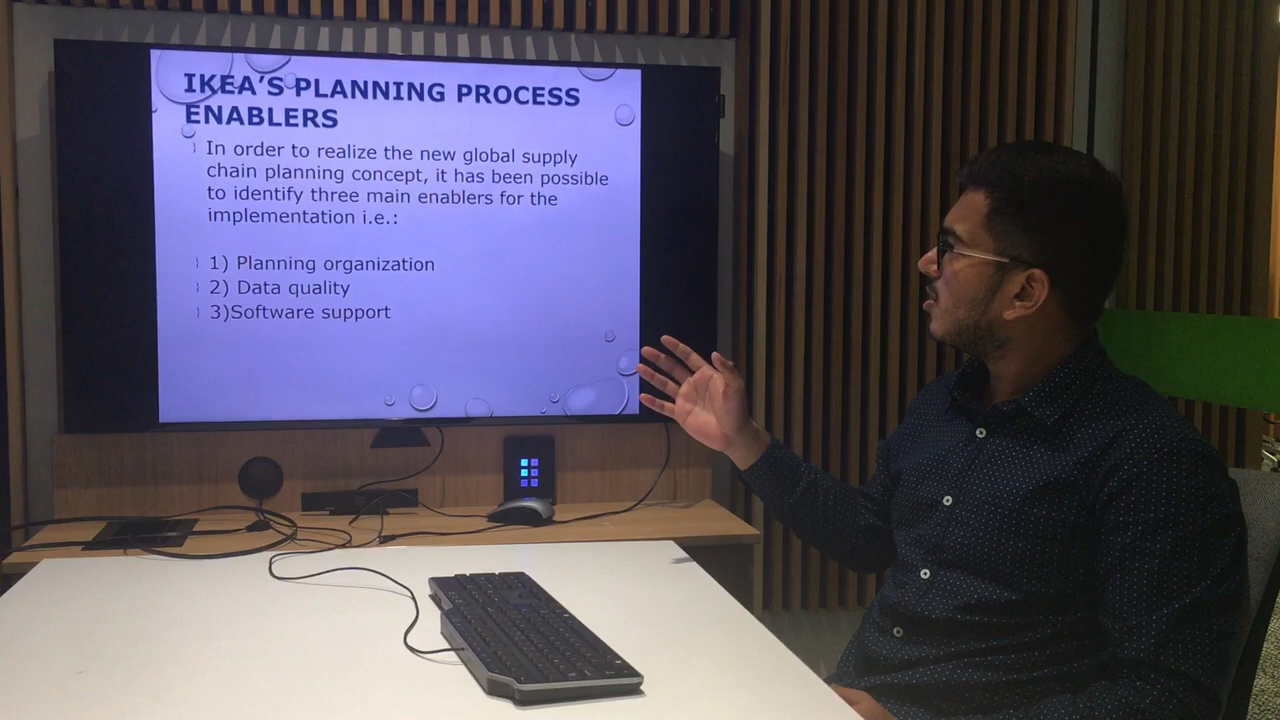 IKEA'S PLANNING PROCESS
ENABLERS
In order to realize the new global supply
chain planning concept, it has been possible
to identify three main enablers for the
implementation i.e.:
1) Planning organization
2) Data quality
3)Software support